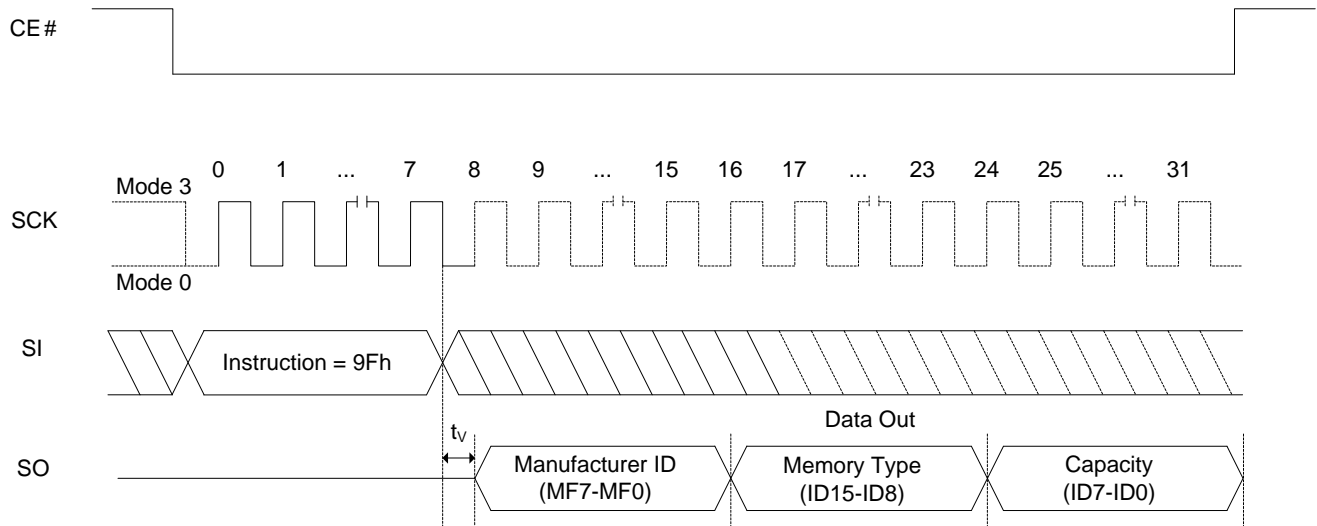 CE#
0 1 ... 7 8 9 ... 15 16 17 ... 23 24 25 ... 31
Mode 3
SCK
Mode 0
SI
Instruction = 9Fh
Data Out
tV
SO
Manufacturer ID
(MF7-MF0)
Memory Type
(ID15-ID8)
Capacity
(ID7-ID0)